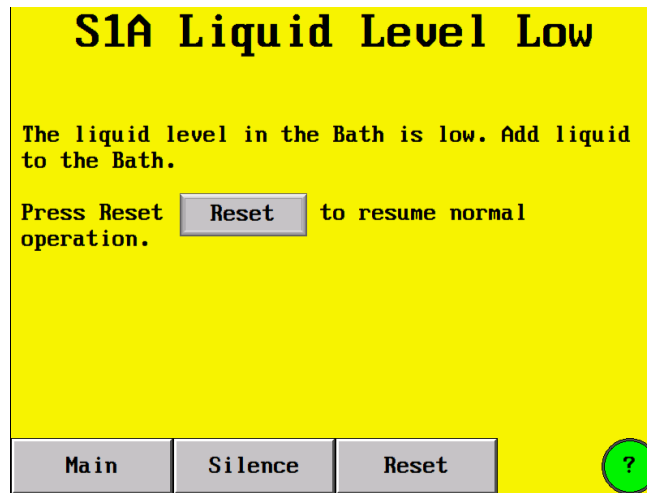 S1A Liquid Level Low
The liquid level in the Bath is low. Add liquid
to the Bath.
Press Reset Reset to resume normal
operation.
Main Silence Reset ?